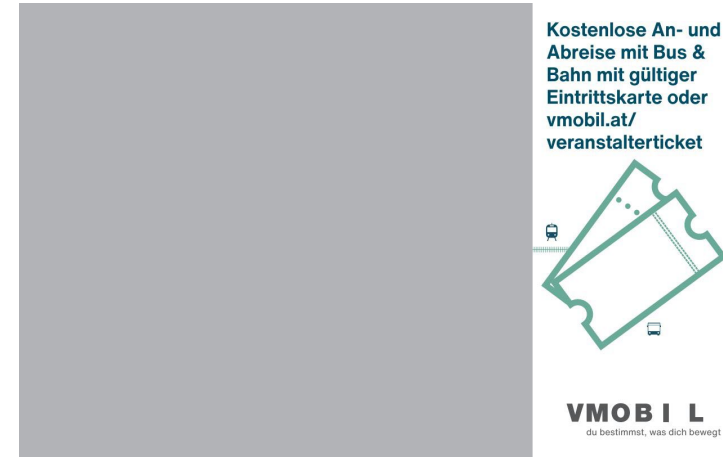 Kostenlose An- und
Abreise mit Bus &
Bahn mit gültiger
Eintrittskarte oder
vmobil.at/
veranstalterticket
VMOBIL
du bestimmst, was dich bewegt